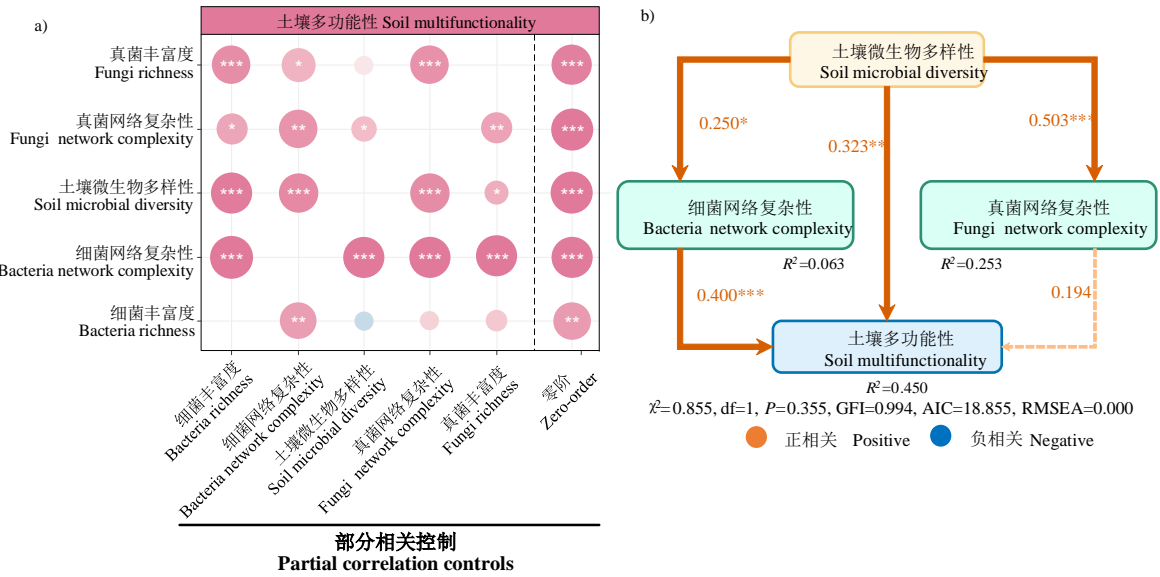 a)
土壤多功能性 Soil multifunctionality
真菌丰富度
Fungi richness
*** * *** ***
真菌网络复杂性
Fungi network complexity
* ** * ** ***
土壤微生物多样性
Soil microbial diversity
*** *** *** * ***
细菌网络复杂性
Bacteria network complexity
*** *** *** *** ***
细菌丰富度
Bacteria richness
** **
细菌丰富度
Bacteria richness
细菌网络复杂性
Bacteria network complexity
土壤微生物多样性
Soil microbial diversity
真菌网络复杂性
Fungi network complexity
真菌丰富度
Fungi richness
零阶
Zero-order
部分相关控制
Partial correlation controls
b)
土壤微生物多样性
Soil microbial diversity
0.250*
0.323**
0.503***
细菌网络复杂性
Bacteria network complexity
真菌网络复杂性
Fungi network complexity
R²=0.063
R²=0.253
0.400***
0.194
土壤多功能性
Soil multifunctionality
R²=0.450
χ²=0.855, df=1, P=0.355, GFI=0.994, AIC=18.855, RMSEA=0.000
正相关 Positive
负相关 Negative